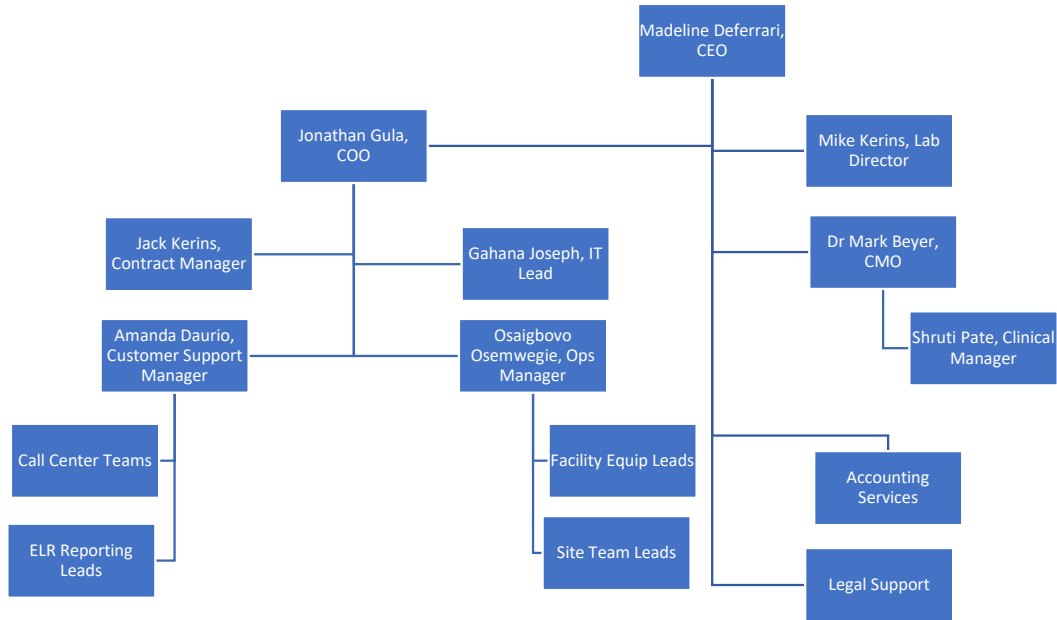 Madeline Deferrari,
CEO
Jonathan Gula,
COO
Mike Kerins, Lab
Director
Jack Kerins,
Contract Manager
Gahana Joseph, IT
Lead
Dr Mark Beyer,
CMO
Amanda Daurio,
Customer Support
Manager
Osaigbovo
Osemwegie, Ops
Manager
Shruti Pate, Clinical
Manager
Call Center Teams
Facility Equip Leads
Accounting
Services
ELR Reporting
Leads
Site Team Leads
Legal Support